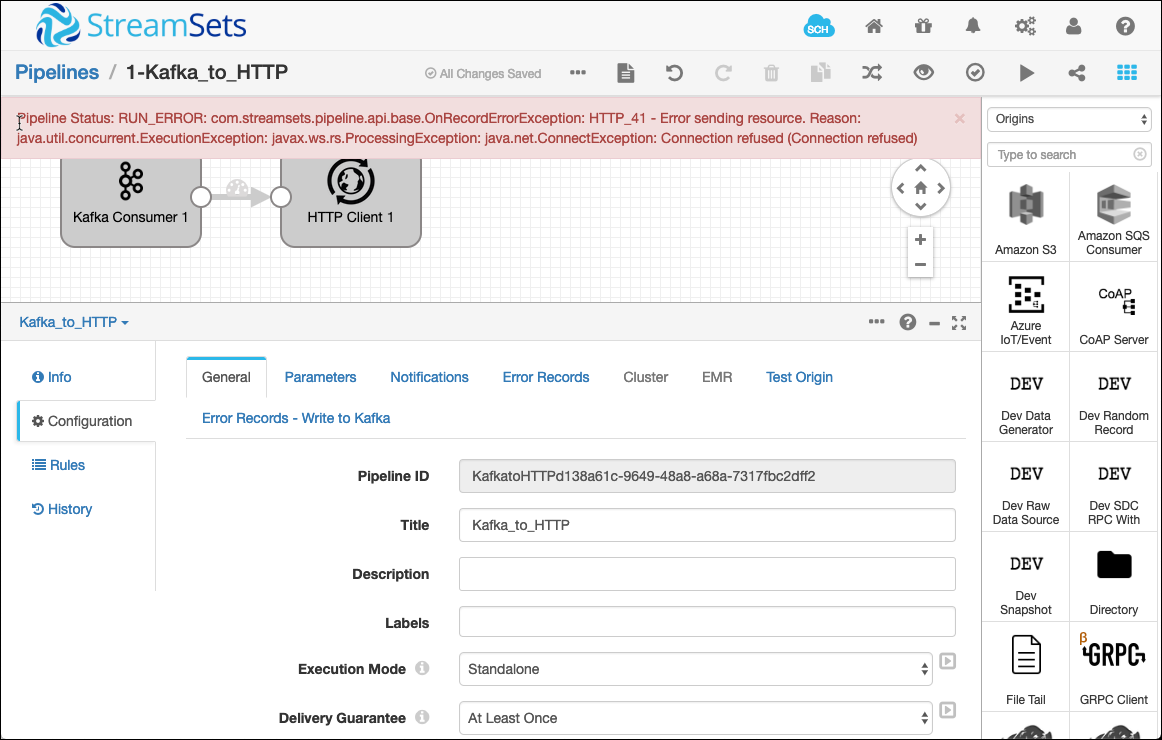 StreamSets
SCH
Pipelines / 1-Kafka_to_HTTP
All Changes Saved
Pipeline Status: RUN_ERROR: com.streamsets.pipeline.api.base.OnRecordErrorException: HTTP_41 - Error sending resource. Reason:
java.util.concurrent.ExecutionException: javax.ws.rs.ProcessingException: java.net.ConnectException: Connection refused (Connection refused)
Kafka Consumer 1
HTTP Client 1
Kafka_to_HTTP
Info
Configuration
Rules
History
General
Parameters
Notifications
Error Records
Cluster
EMR
Test Origin
Error Records - Write to Kafka
Pipeline ID
KafkatoHTTPd138a61c-9649-48a8-a68a-7317fbc2dff2
Title
Kafka_to_HTTP
Description
Labels
Execution Mode
Standalone
Delivery Guarantee
At Least Once
Origins
Type to search
Amazon S3
Amazon SQS
Consumer
Azure
IoT/Event
CoAP
CoAP Server
DEV
Dev Data
Generator
DEV
Dev Random
Record
DEV
Dev Raw
Data Source
DEV
Dev SDC
RPC With
DEV
Dev
Snapshot
Directory
File Tail
β
GRPC
GRPC Client